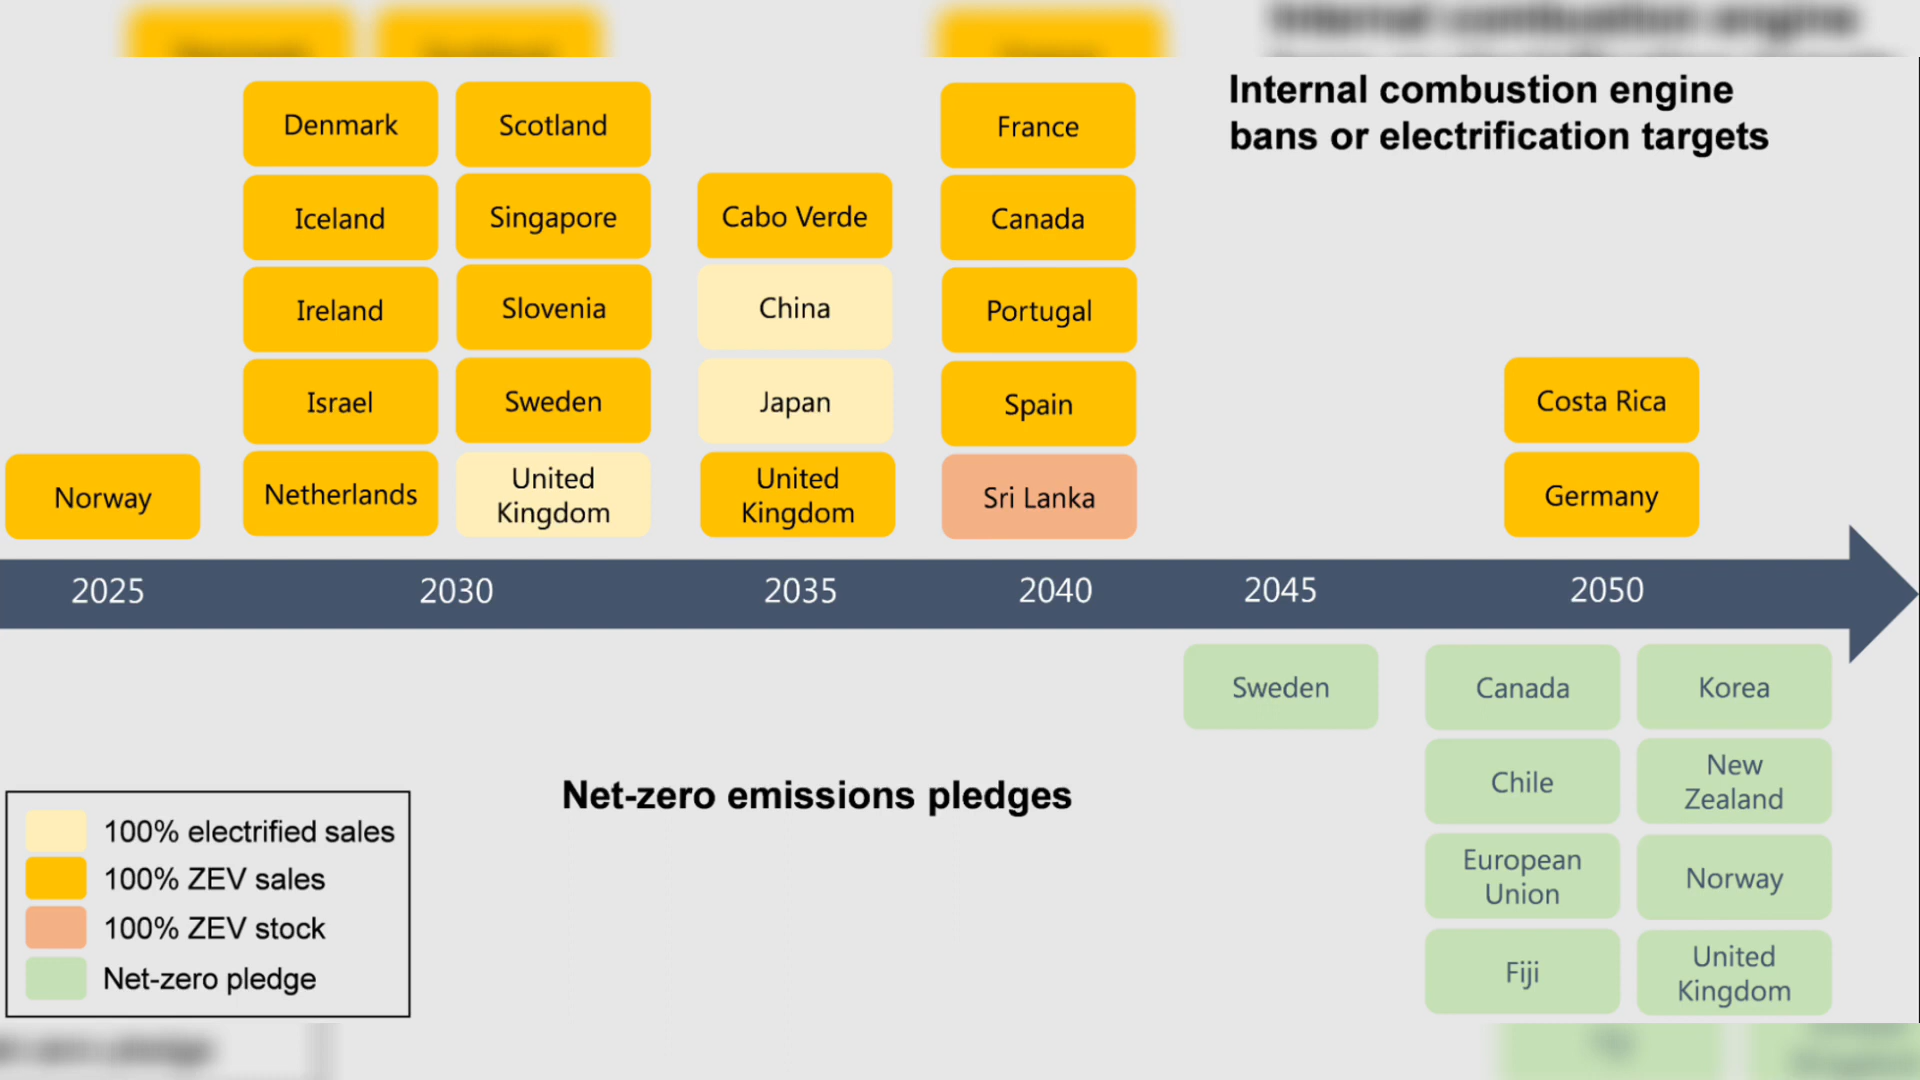 Internal combustion engine
bans or electrification targets
Denmark
Scotland
France
Iceland
Singapore
Cabo Verde
Canada
Ireland
Slovenia
China
Portugal
Israel
Sweden
Japan
Spain
Costa Rica
Norway
Netherlands
United
Kingdom
United
Kingdom
Sri Lanka
Germany
2025
2030
2035
2040
2045
2050
Sweden
Canada
Korea
Chile
New
Zealand
European
Union
Norway
Fiji
United
Kingdom
Net-zero emissions pledges
100% electrified sales
100% ZEV sales
100% ZEV stock
Net-zero pledge